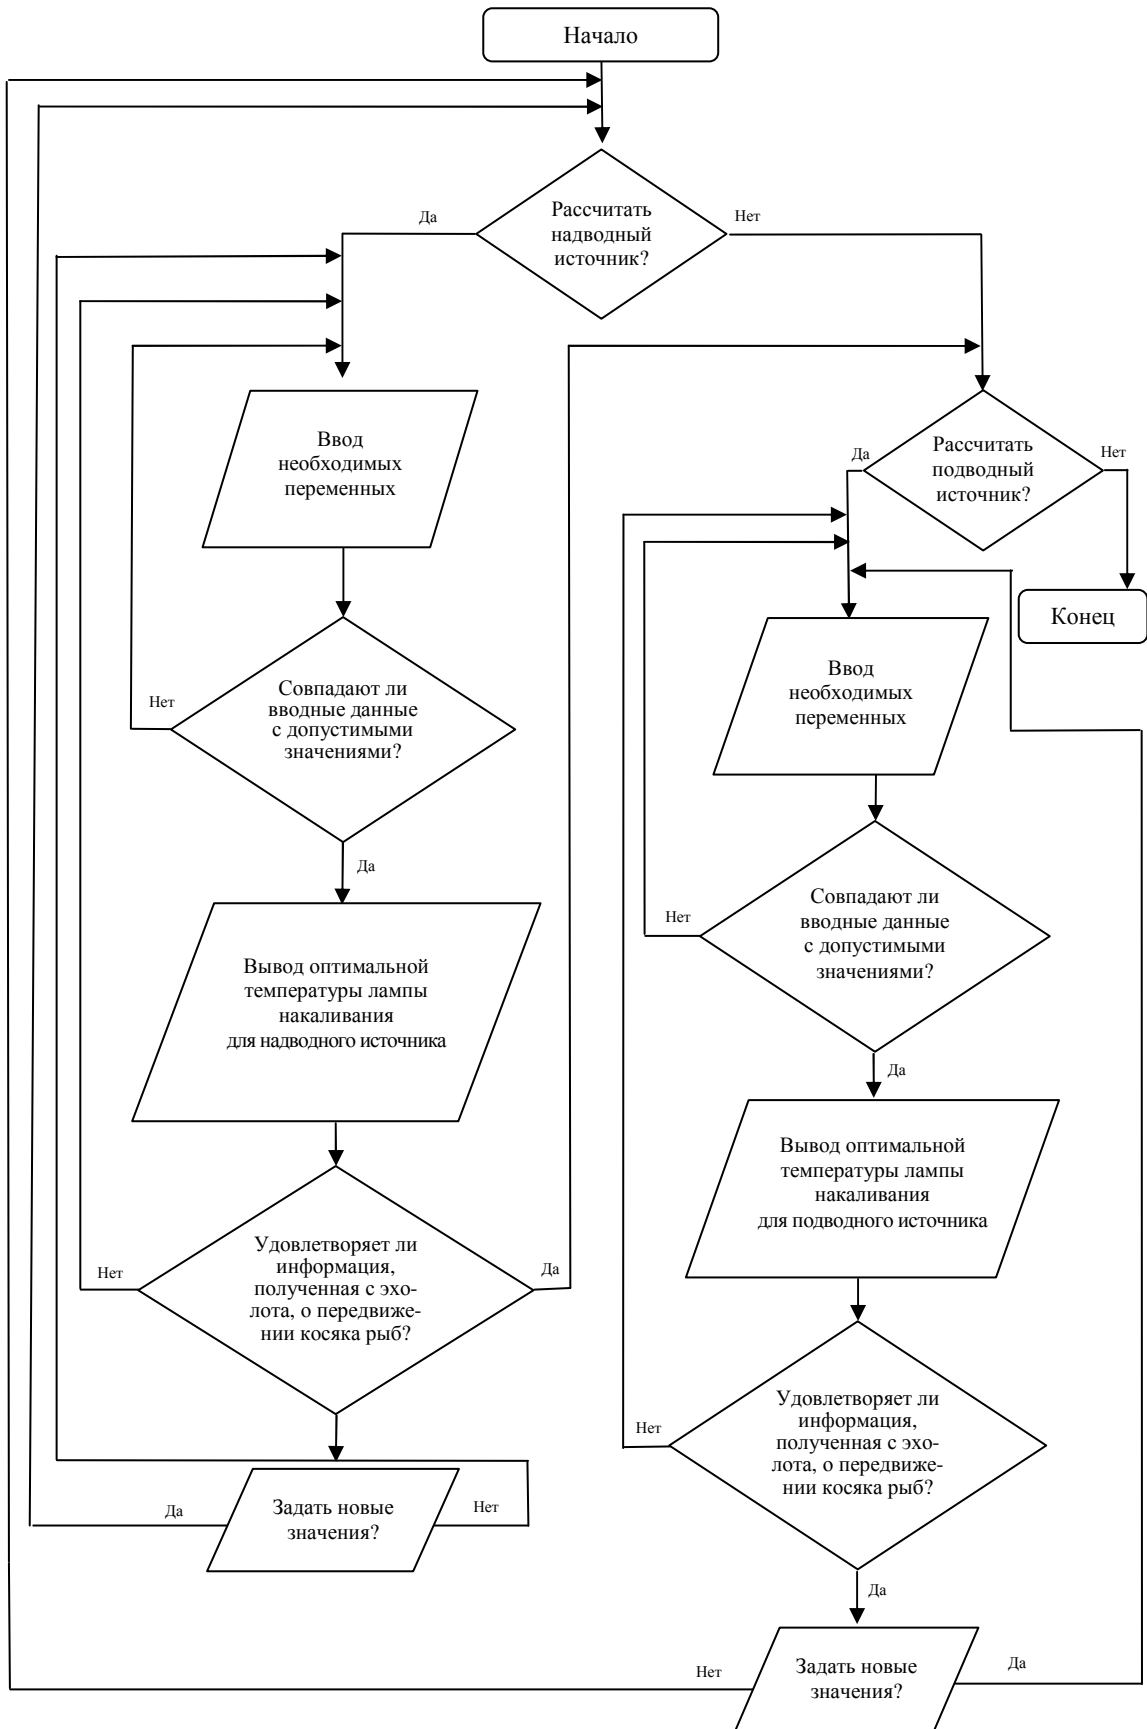 Начало
Рассчитать
надводный
источник?
Да
Нет
Ввод
необходимых
переменных
Рассчитать
подводный
источник?
Да
Нет
Конец
Совпадают ли
вводные данные
с допустимыми
значениями?
Нет
Да
Ввод
необходимых
переменных
Вывод оптимальной
температуры лампы
накаливания
для надводного источника
Совпадают ли
вводные данные
с допустимыми
значениями?
Нет
Да
Удовлетворяет ли
информация,
полученная с эхо-
лота, о передвиже-
нии косяка рыб?
Нет
Да
Вывод оптимальной
температуры лампы
накаливания
для подводного источника
Задать новые
значения?
Да
Нет
Удовлетворяет ли
информация,
полученная с эхо-
лота, о передвиже-
нии косяка рыб?
Нет
Да
Задать новые
значения?
Нет
Да